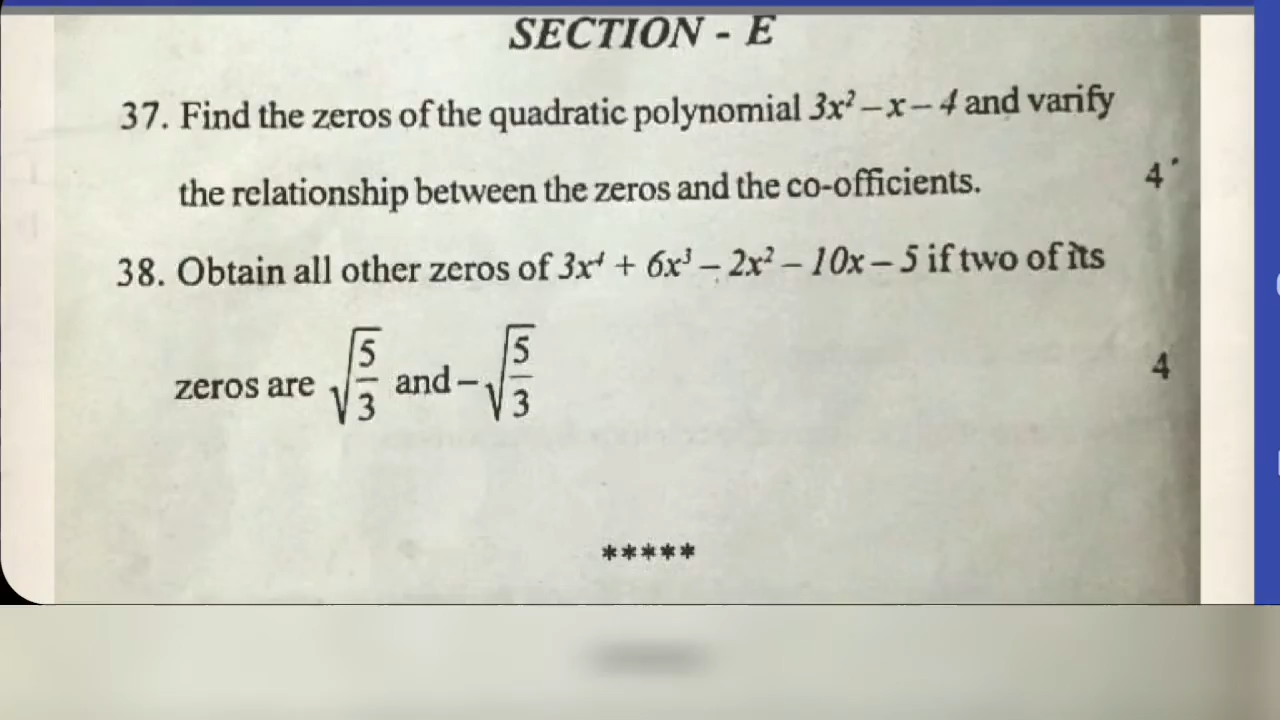 SECTION - E
37. Find the zeros of the quadratic polynomial 3x² – x – 4 and varify
the relationship between the zeros and the co-officients. 4
38. Obtain all other zeros of 3x⁴ + 6x³ – 2x² – 10x – 5 if two of its
zeros are √(5/3) and – √(5/3) 4
*****